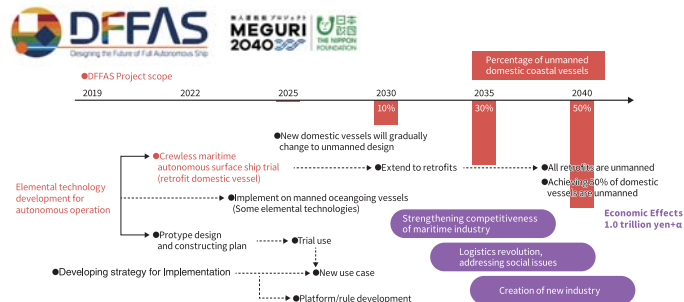 DFFAS
Designing the Future of Full Autonomous Ship
無人運航船プロジェクト
MEGURI
2040
日本財団
THE NIPPON
FOUNDATION
Percentage of unmanned
domestic coastal vessels
●DFFAS Project scope
2019 2022 2025 2030 2035 2040
10% 30% 50%
●New domestic vessels will gradually
change to unmanned design
●Crewless maritime
autonomous surface ship trial
(retrofit domestic vessel)
●Extend to retrofits
●All retrofits are unmanned
●Achieving 50% of domestic
vessels are unmanned
Elemental technology
development for
autonomous operation
●Implement on manned oceangoing vessels
(Some elemental technologies)
Economic Effects
1.0 trillion yen+α
Strengthening competitiveness
of maritime industry
●Protype design
and constructing plan
●Trial use
Logistics revolution,
addressing social issues
●Developing strategy for Implementation
●New use case
Creation of new industry
●Platform/rule development